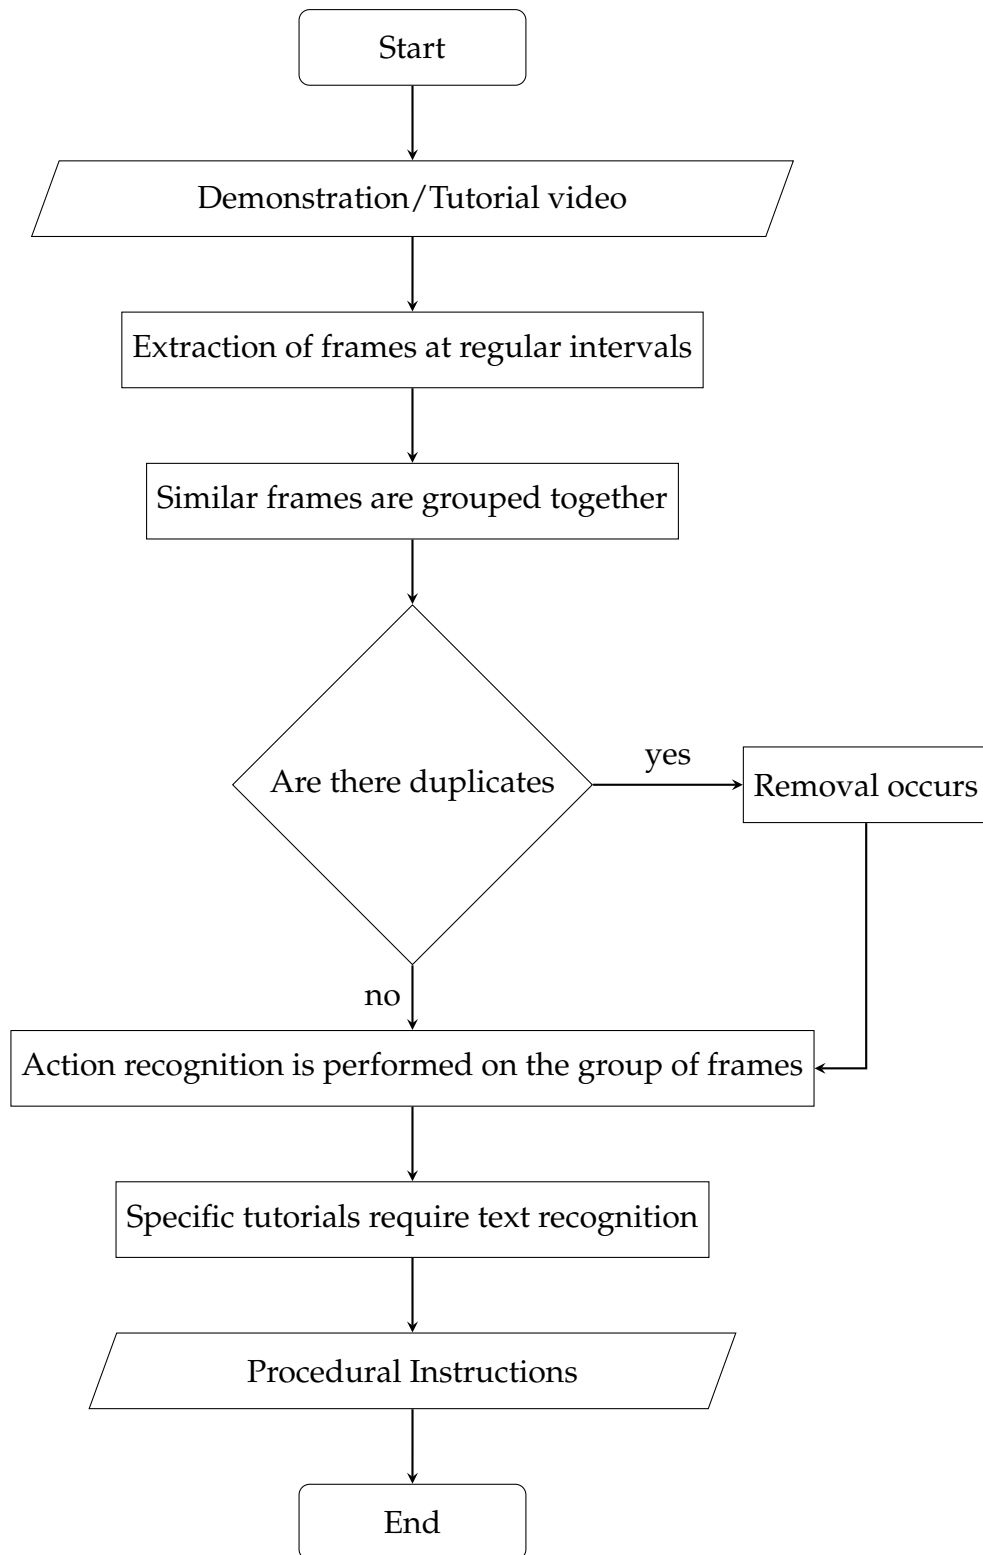 Start
Demonstration/Tutorial video
Extraction of frames at regular intervals
Similar frames are grouped together
Are there duplicates
yes
Removal occurs
no
Action recognition is performed on the group of frames
Specific tutorials require text recognition
Procedural Instructions
End